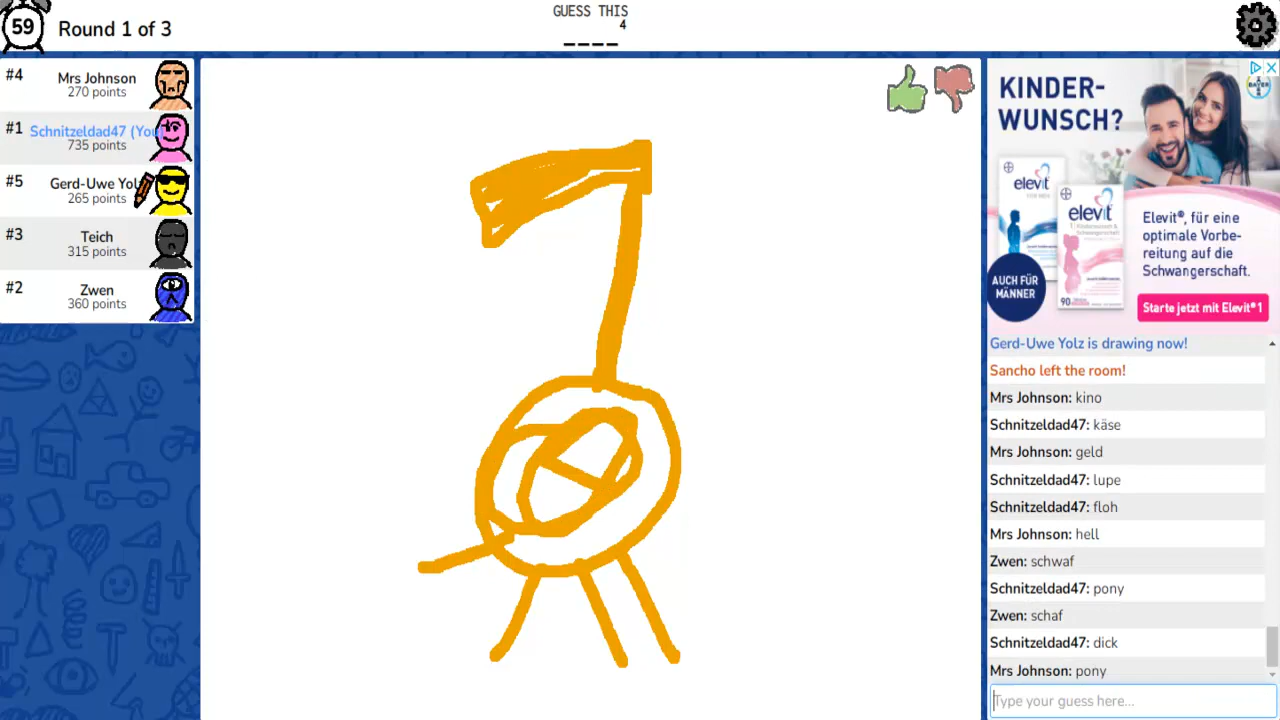 59
Round 1 of 3
GUESS THIS
____ 4
#4 Mrs Johnson
270 points
#1 Schnitzeldad47 (You)
735 points
#5 Gerd-Uwe Yolz
265 points
#3 Teich
315 points
#2 Zwen
360 points
KINDER-
WUNSCH?
BAYER
elevit
elevit
AUCH FÜR
MÄNNER
90
Elevit®, für eine
optimale Vorbe-
reitung auf die
Schwangerschaft.
Starte jetzt mit Elevit®1
Gerd-Uwe Yolz is drawing now!
Sancho left the room!
Mrs Johnson: kino
Schnitzeldad47: käse
Mrs Johnson: geld
Schnitzeldad47: lupe
Schnitzeldad47: floh
Mrs Johnson: hell
Zwen: schwaf
Schnitzeldad47: pony
Zwen: schaf
Schnitzeldad47: dick
Mrs Johnson: pony
Type your guess here...